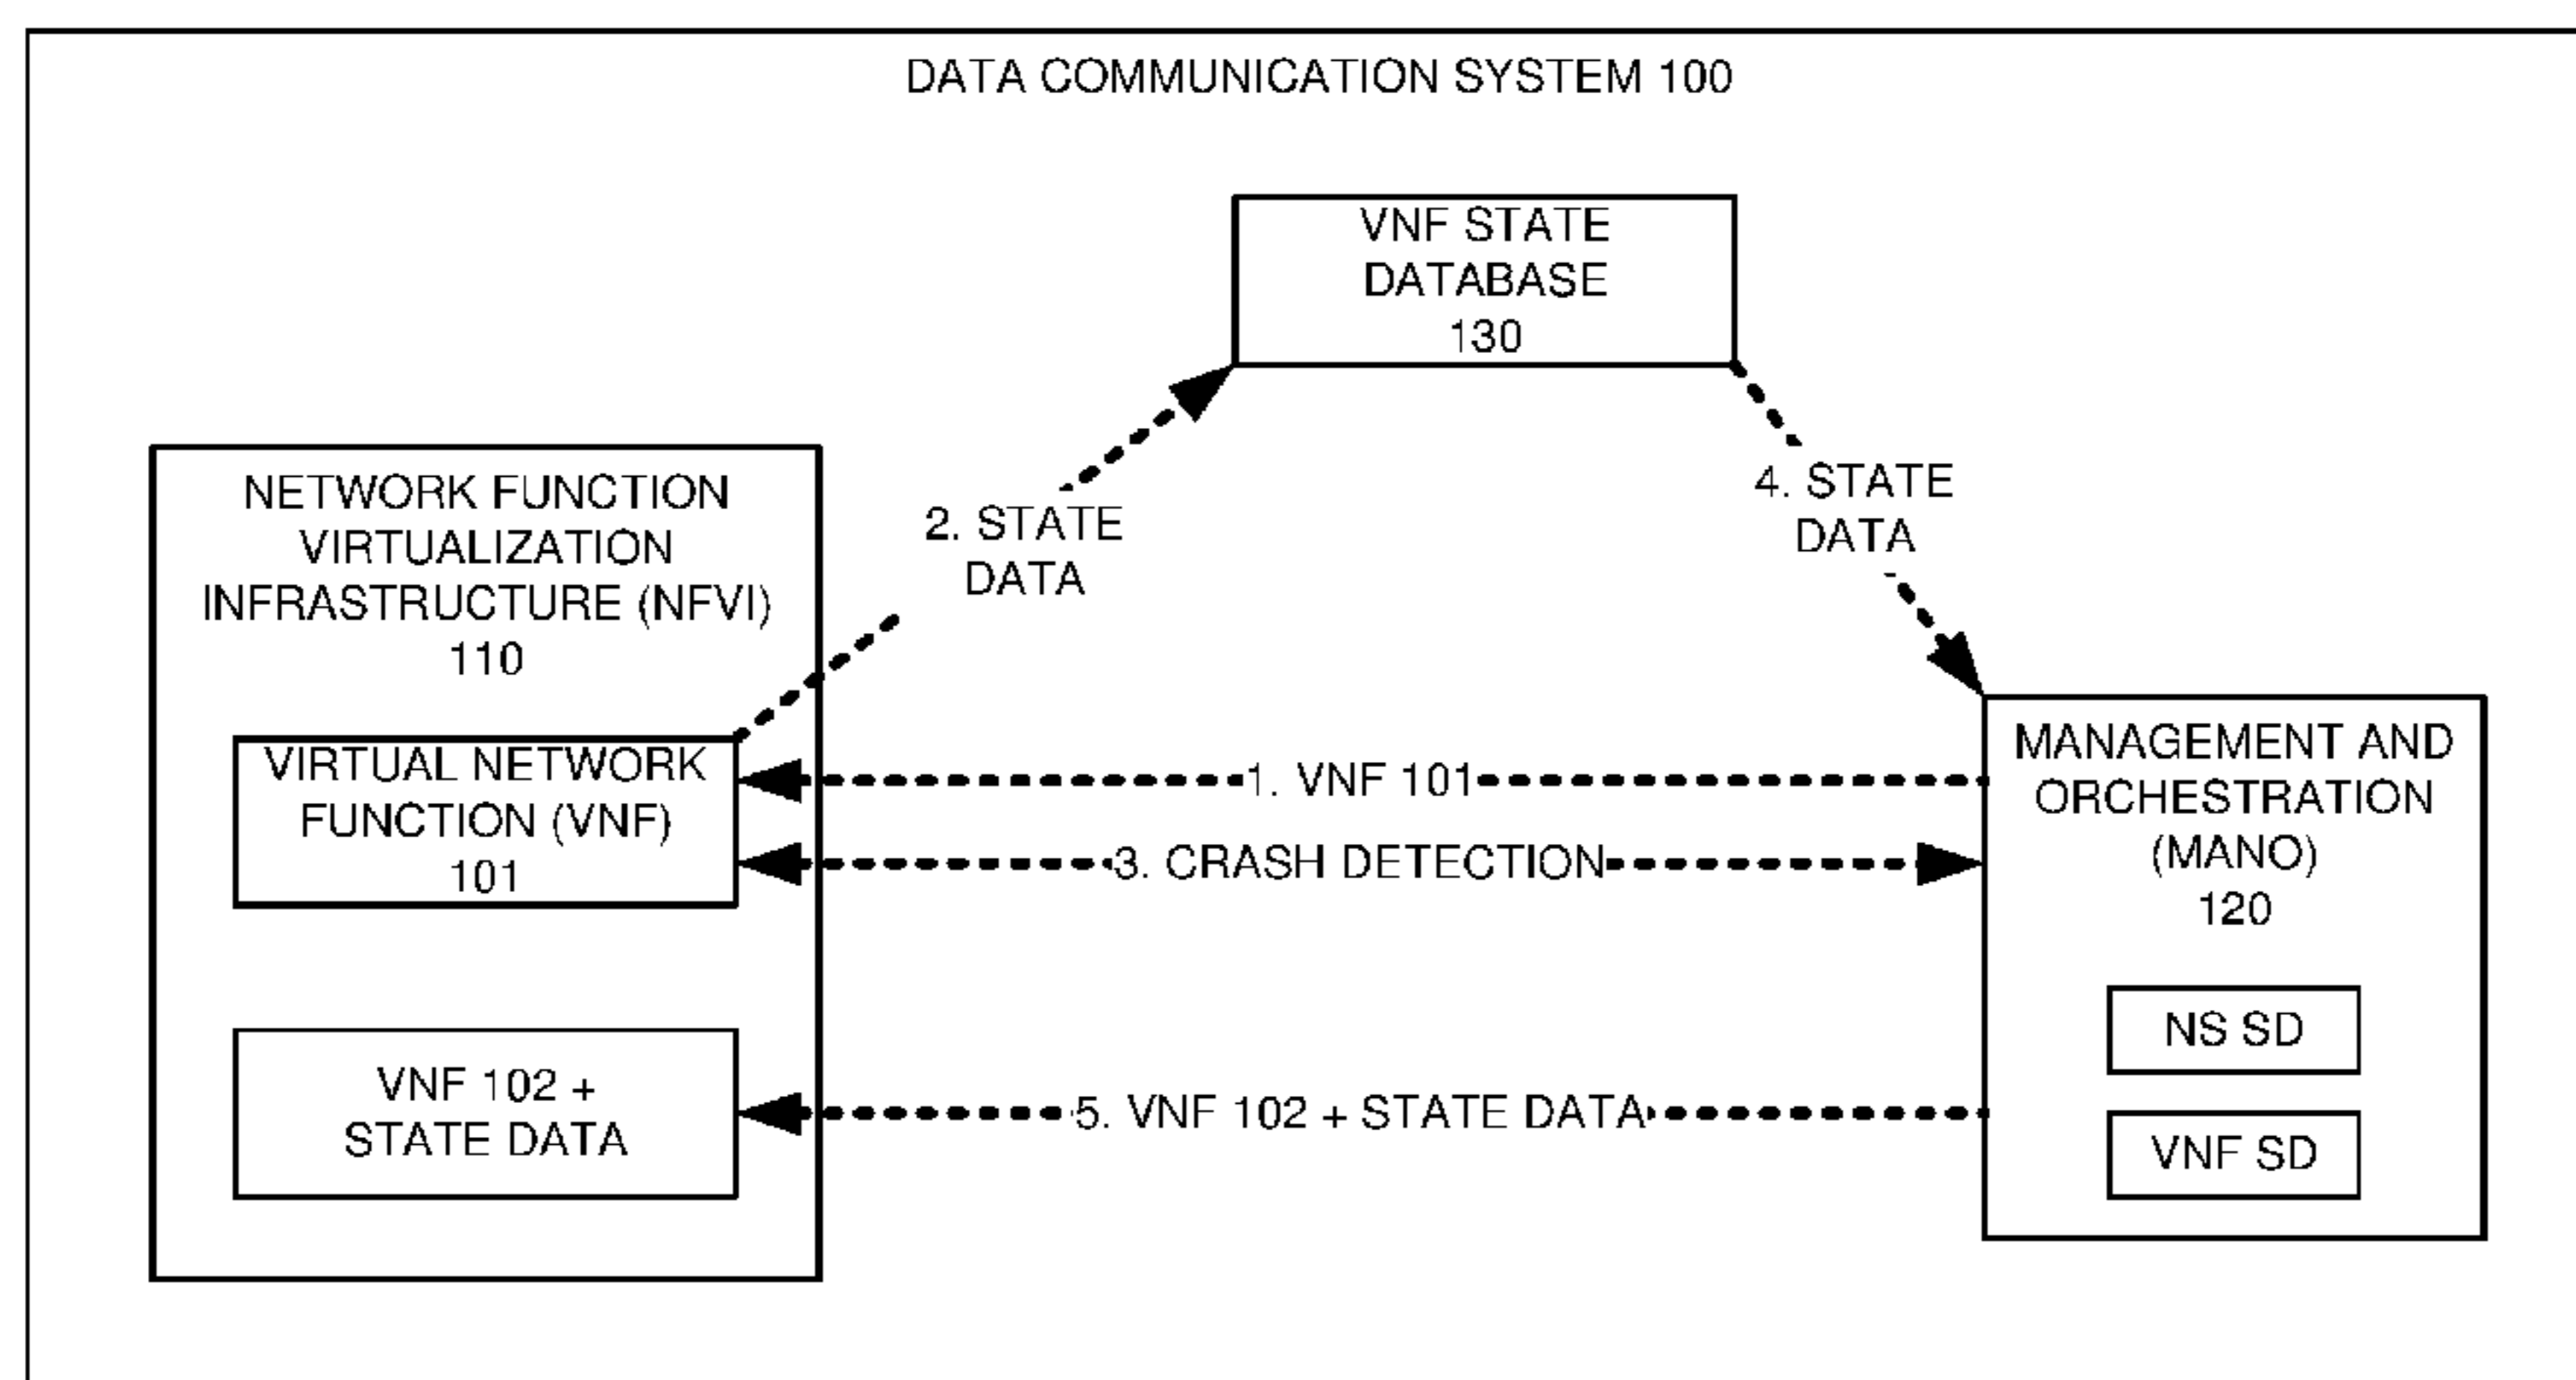 DATA COMMUNICATION SYSTEM 100
VNF STATE
DATABASE
130
NETWORK FUNCTION
VIRTUALIZATION
INFRASTRUCTURE (NFVI)
110
2. STATE
DATA
4. STATE
DATA
VIRTUAL NETWORK
FUNCTION (VNF)
101
1. VNF 101
3. CRASH DETECTION
MANAGEMENT AND
ORCHESTRATION
(MANO)
120
NS SD
VNF SD
VNF 102 +
STATE DATA
5. VNF 102 + STATE DATA